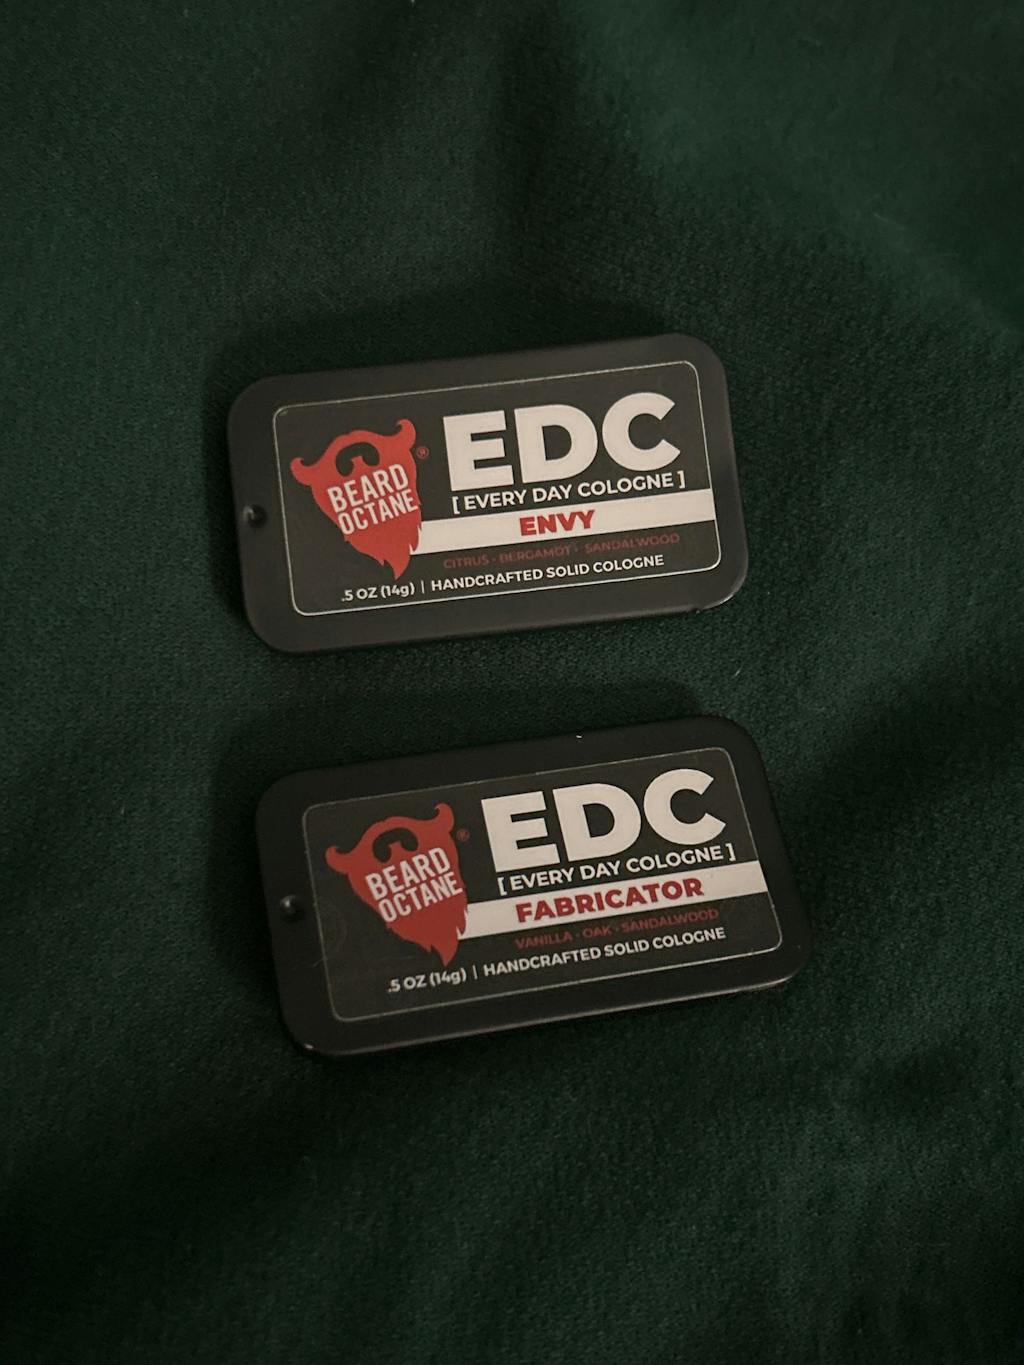 EDC
[ EVERY DAY COLOGNE ]
BEARD
OCTANE
®
ENVY
CITRUS • BERGAMOT • SANDALWOOD
.5 OZ (14g) | HANDCRAFTED SOLID COLOGNE
EDC
[ EVERY DAY COLOGNE ]
BEARD
OCTANE
®
FABRICATOR
VANILLA • OAK • SANDALWOOD
.5 OZ (14g) | HANDCRAFTED SOLID COLOGNE